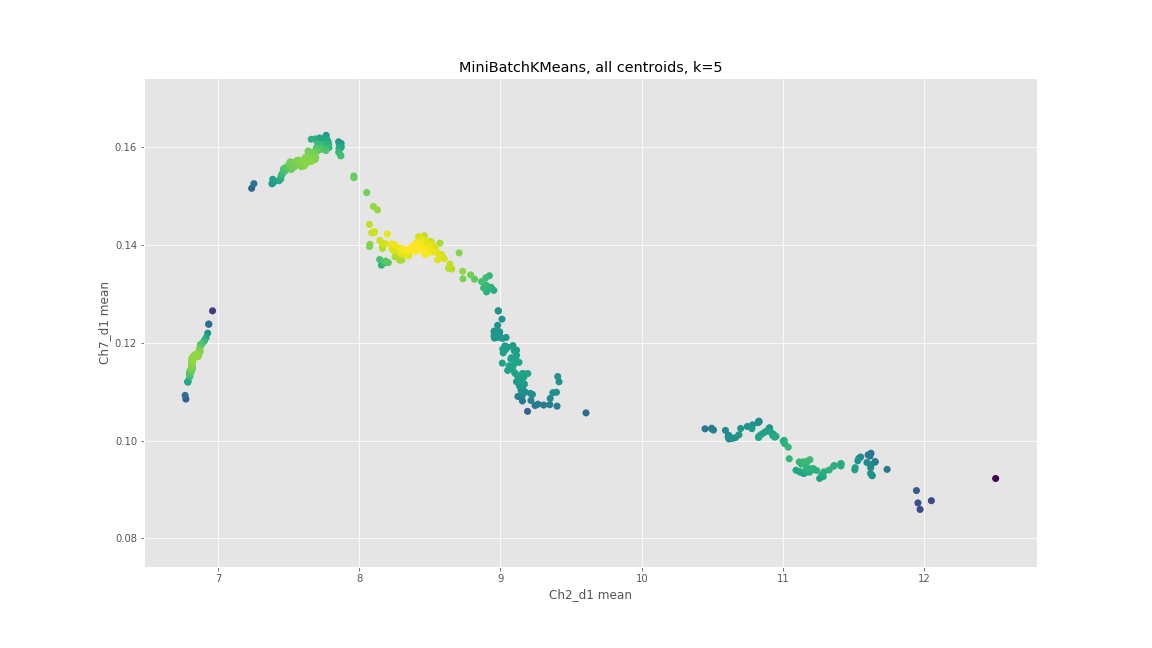 MiniBatchKMeans, all centroids, k=5
Ch7_d1 mean
0.16
0.14
0.12
0.10
0.08
7 8 9 10 11 12
Ch2_d1 mean